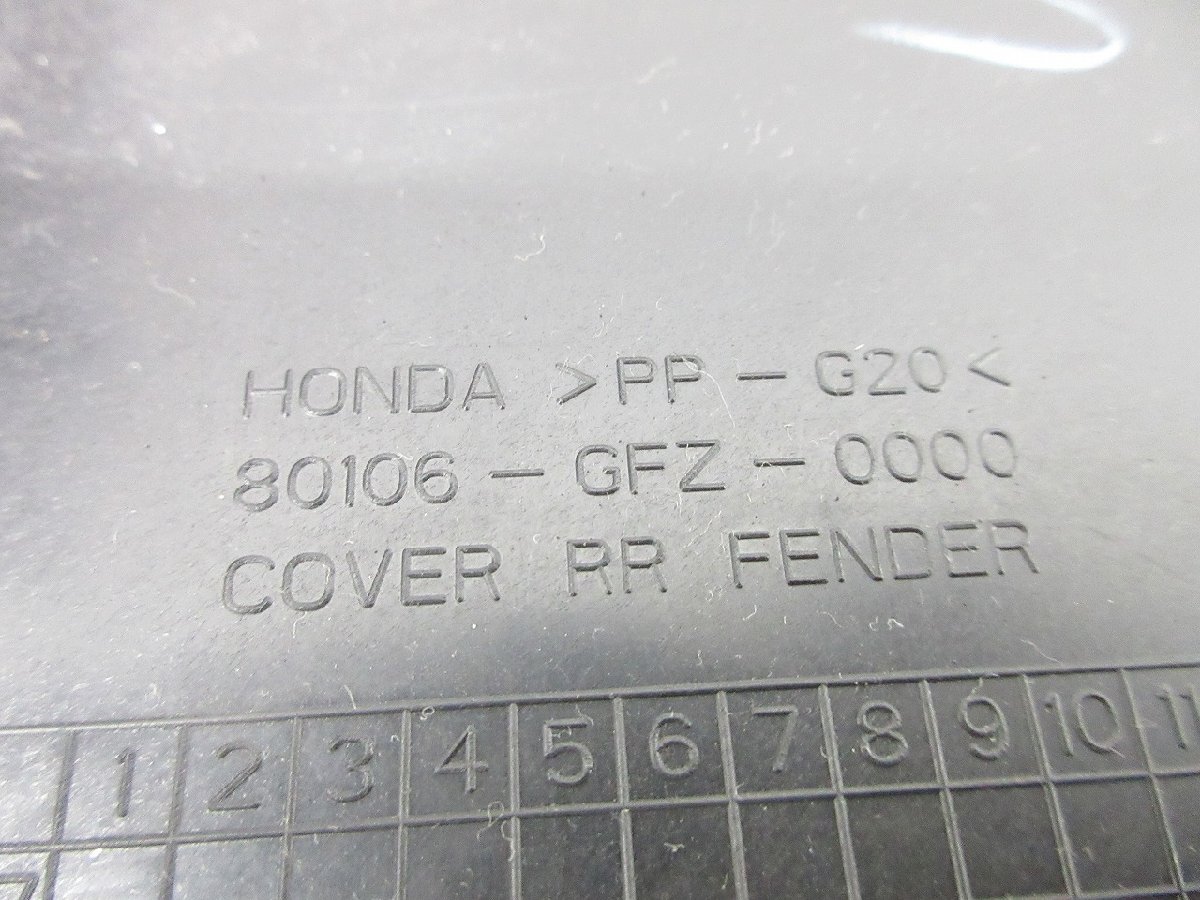 HONDA >PP-G20<
80106-GFZ-0000
COVER RR FENDER
1 2 3 4 5 6 7 8 9 10 11